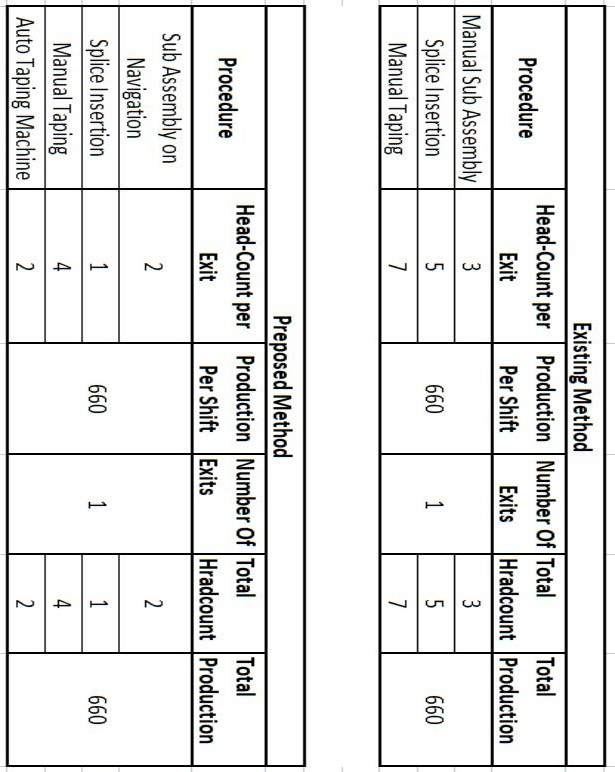 Existing Method
Procedure Head-Count per Exit Production Per Shift Number Of Exits Total Hradcount Total Production
Manual Sub Assembly 3 3
Splice Insertion 5 660 1 5 660
Manual Taping 7 7
Preposed Method
Procedure Head-Count per Exit Production Per Shift Number Of Exits Total Hradcount Total Production
Sub Assembly on Navigation 2 2
Splice Insertion 1 660 1 1 660
Manual Taping 4 4
Auto Taping Machine 2 2